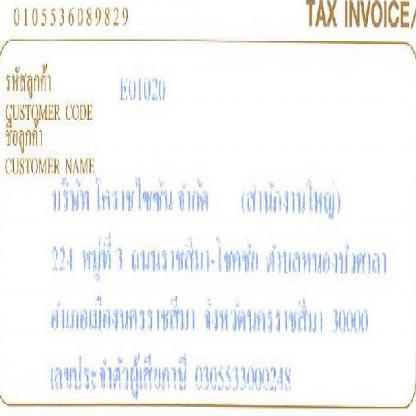 0105536089829 TAX INVOICE/
รหัสลูกค้า
CUSTOMER CODE E01020
ชื่อลูกค้า
CUSTOMER NAME
บริษัท โคราชไซซัน จำกัด (สำนักงานใหญ่)
224 หมู่ที่ 3 ถนนราชสีมา-โชคชัย ตำบลหนองบัวศาลา
อำเภอเมืองนครราชสีมา จังหวัดนครราชสีมา 30000
เลขประจำตัวผู้เสียภาษี 0305533000248